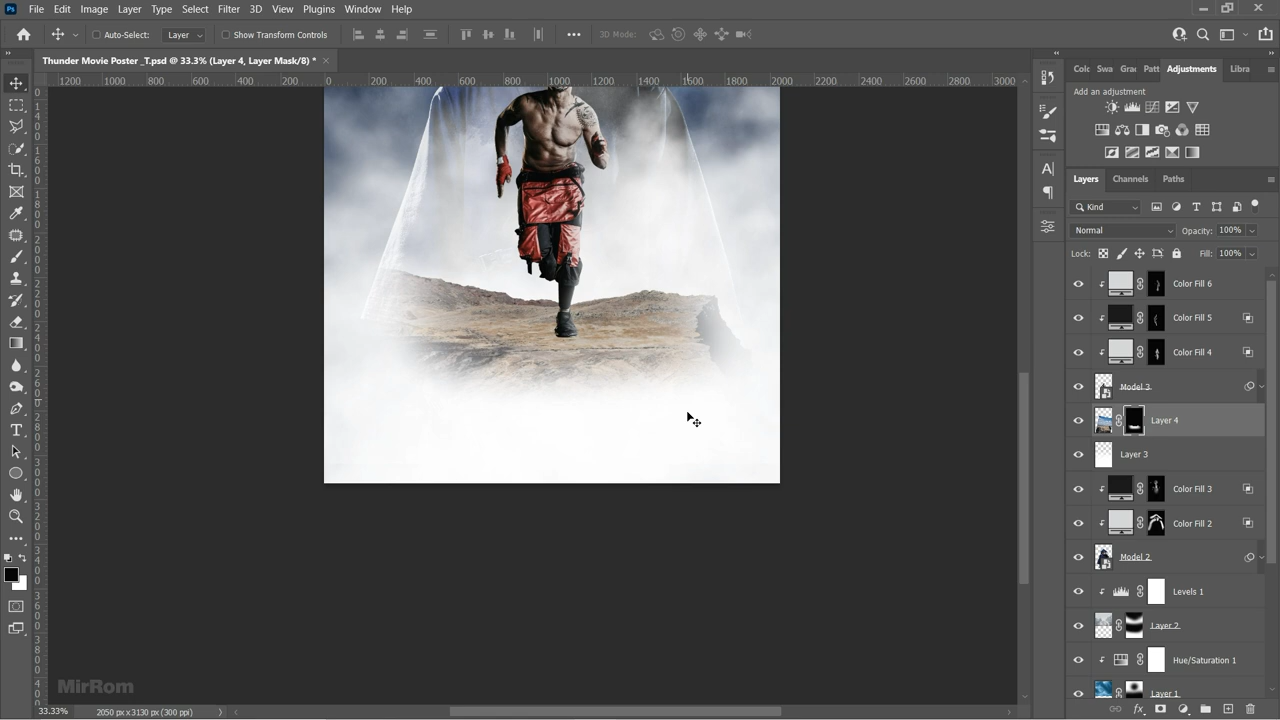 Ps File Edit Image Layer Type Select Filter 3D View Plugins Window Help
Auto-Select: Layer Show Transform Controls 3D Mode:
Thunder Movie Poster _T.psd @ 33.3% (Layer 4, Layer Mask/8) *
1200 1000 800 600 400 200 0 200 400 600 800 1000 1200 1400 1600 1800 2000 2200 2400 2600 2800 3000
Colc Swa Grac Patt Adjustments Libra
Add an adjustment
Layers Channels Paths
Kind
Normal Opacity: 100%
Lock: Fill: 100%
Color Fill 6
Color Fill 5
Color Fill 4
Model 3
Layer 4
Layer 3
Color Fill 3
Color Fill 2
Model 2
Levels 1
Layer 2
Hue/Saturation 1
Layer 1
MirRom
33.33% 2050 px x 3130 px (300 ppi)